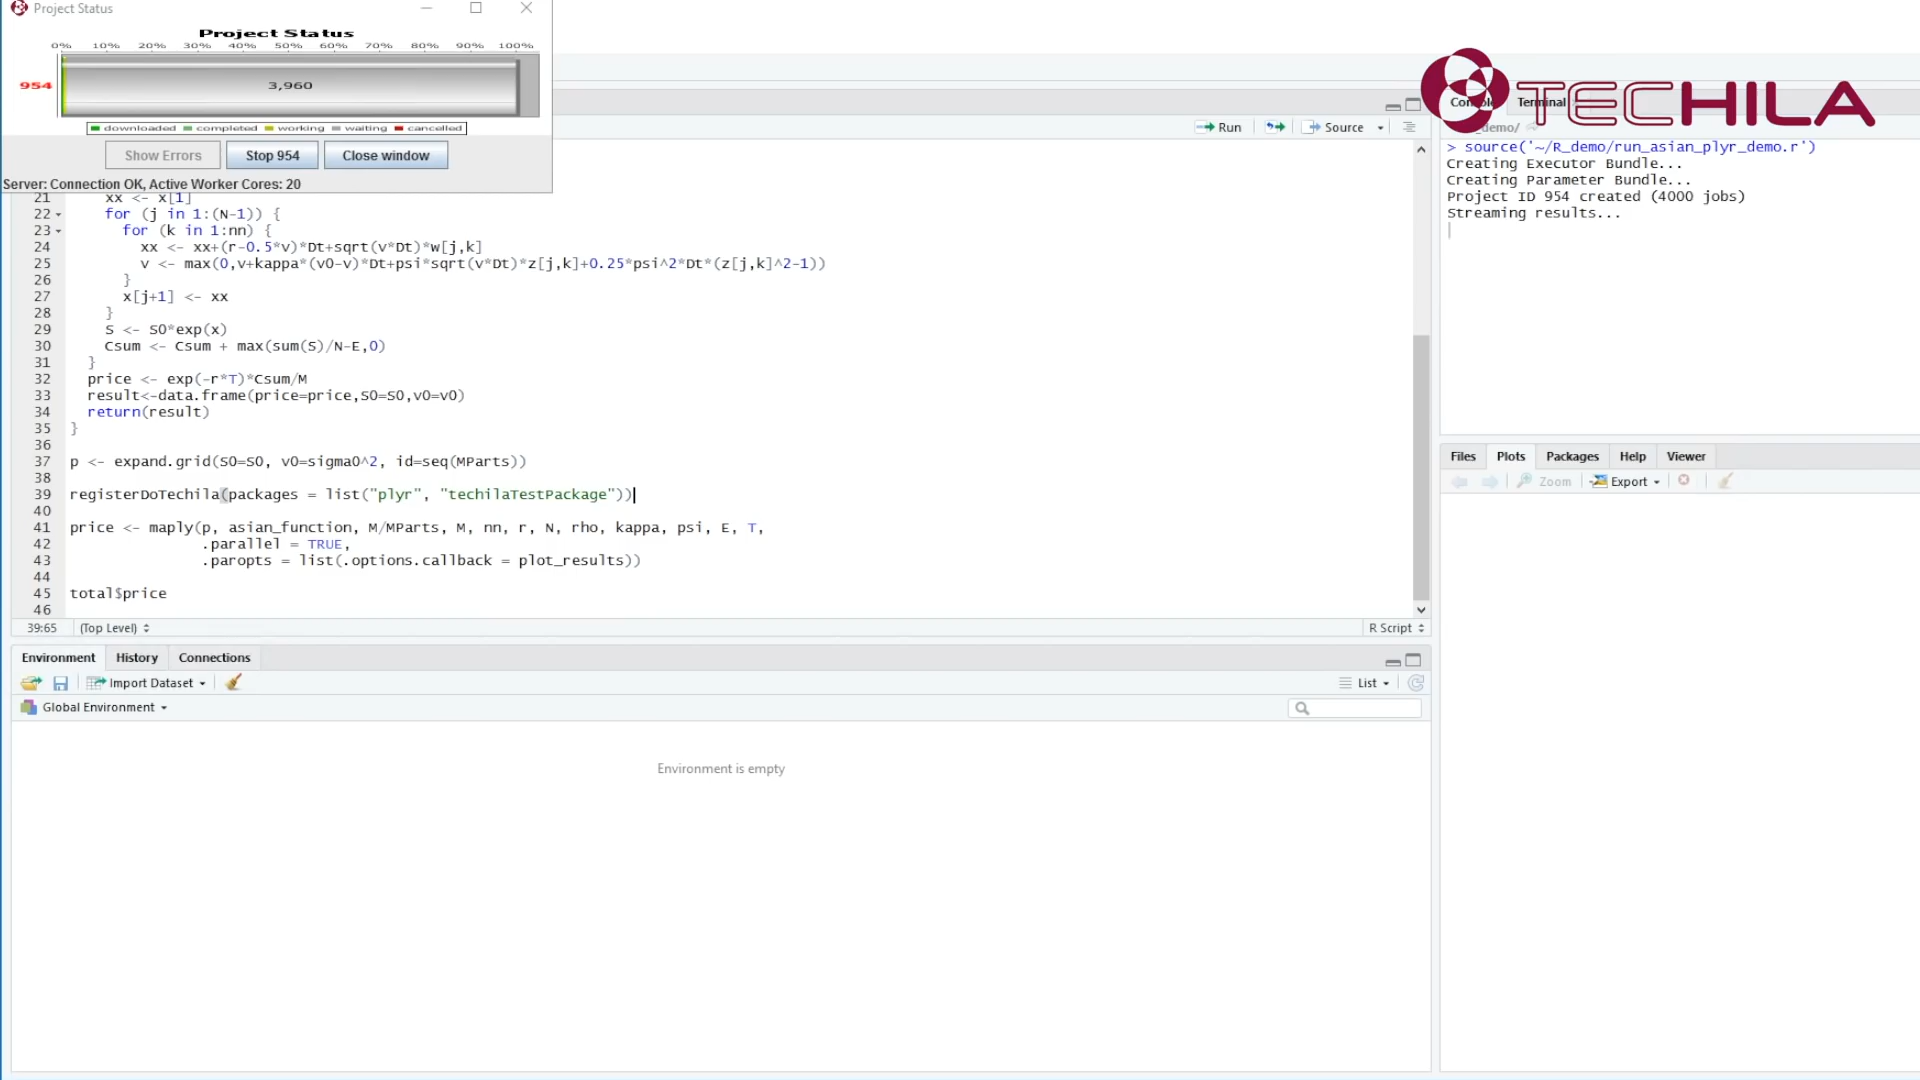 Project Status
Project Status
0% 10% 20% 30% 40% 50% 60% 70% 80% 90% 100%
954 3,960
downloaded completed working waiting cancelled
Show Errors Stop 954 Close window
Server: Connection OK, Active Worker Cores: 20
TECHILA
Run Source
21 xx <- x[1]
22 for (j in 1:(N-1)) {
23 for (k in 1:nn) {
24 xx <- xx+(r-0.5*v)*Dt+sqrt(v*Dt)*w[j,k]
25 v <- max(0,v+kappa*(v0-v)*Dt+psi*sqrt(v*Dt)*z[j,k]+0.25*psi^2*Dt*(z[j,k]^2-1))
26 }
27 x[j+1] <- xx
28 }
29 S <- S0*exp(x)
30 Csum <- Csum + max(sum(S)/N-E,0)
31 }
32 price <- exp(-r*T)*Csum/M
33 result<-data.frame(price=price,S0=S0,v0=v0)
34 return(result)
35 }
36
37 p <- expand.grid(S0=S0, v0=sigma0^2, id=seq(MParts))
38
39 registerDoTechila(packages = list("plyr", "techilaTestPackage"))
40
41 price <- maply(p, asian_function, M/MParts, M, nn, r, N, rho, kappa, psi, E, T,
42 .parallel = TRUE,
43 .paropts = list(.options.callback = plot_results))
44
45 total$price
46
39:65 (Top Level) R Script
Environment History Connections
Import Dataset List
Global Environment
Environment is empty
Terminal
demo/
> source('~/R_demo/run_asian_plyr_demo.r')
Creating Executor Bundle...
Creating Parameter Bundle...
Project ID 954 created (4000 jobs)
Streaming results...
Files Plots Packages Help Viewer
Zoom Export